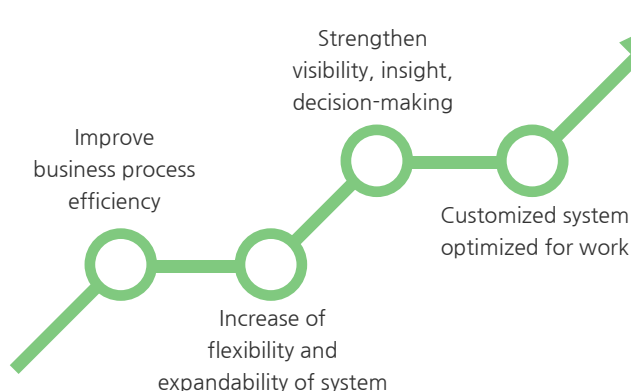 Improve
business process
efficiency
Increase of
flexibility and
expandability of system
Strengthen
visibility, insight,
decision-making
Customized system
optimized for work